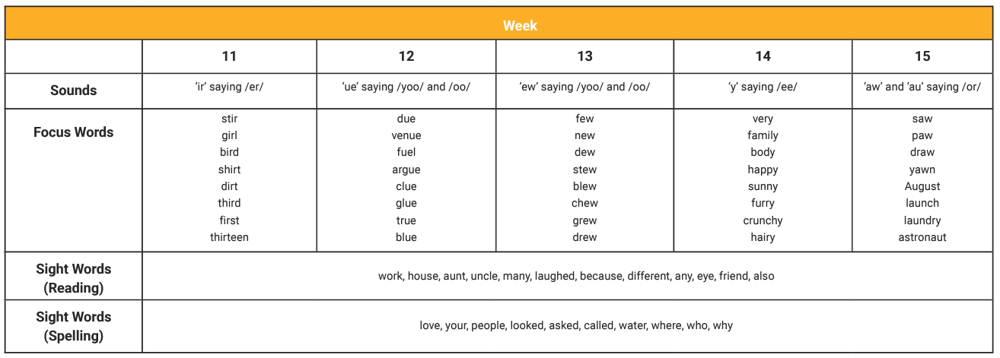 Week
11 12 13 14 15
Sounds ‘ir’ saying /er/ ‘ue’ saying /yoo/ and /oo/ ‘ew’ saying /yoo/ and /oo/ ‘y’ saying /ee/ ‘aw’ and ‘au’ saying /or/
Focus Words
stir due few very saw
girl venue new family paw
bird fuel dew body draw
shirt argue stew happy yawn
dirt clue blew sunny August
third glue chew furry launch
first true grew crunchy laundry
thirteen blue drew hairy astronaut
Sight Words
(Reading)
work, house, aunt, uncle, many, laughed, because, different, any, eye, friend, also
Sight Words
(Spelling)
love, your, people, looked, asked, called, water, where, who, why